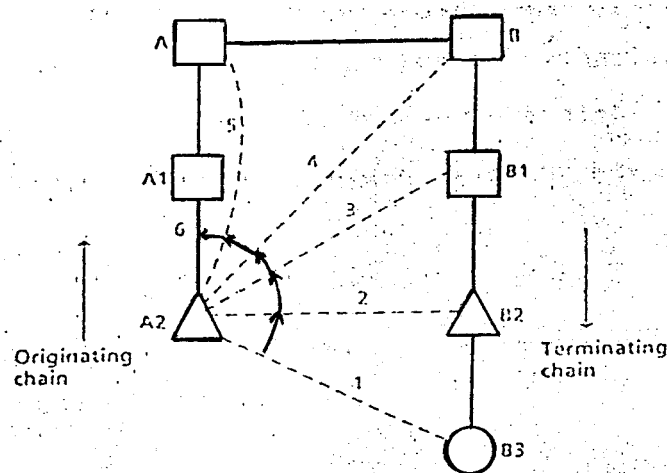 A
B
5
4
A1
B1
3
6
2
A2
B2
Originating
chain
1
Terminating
chain
B3